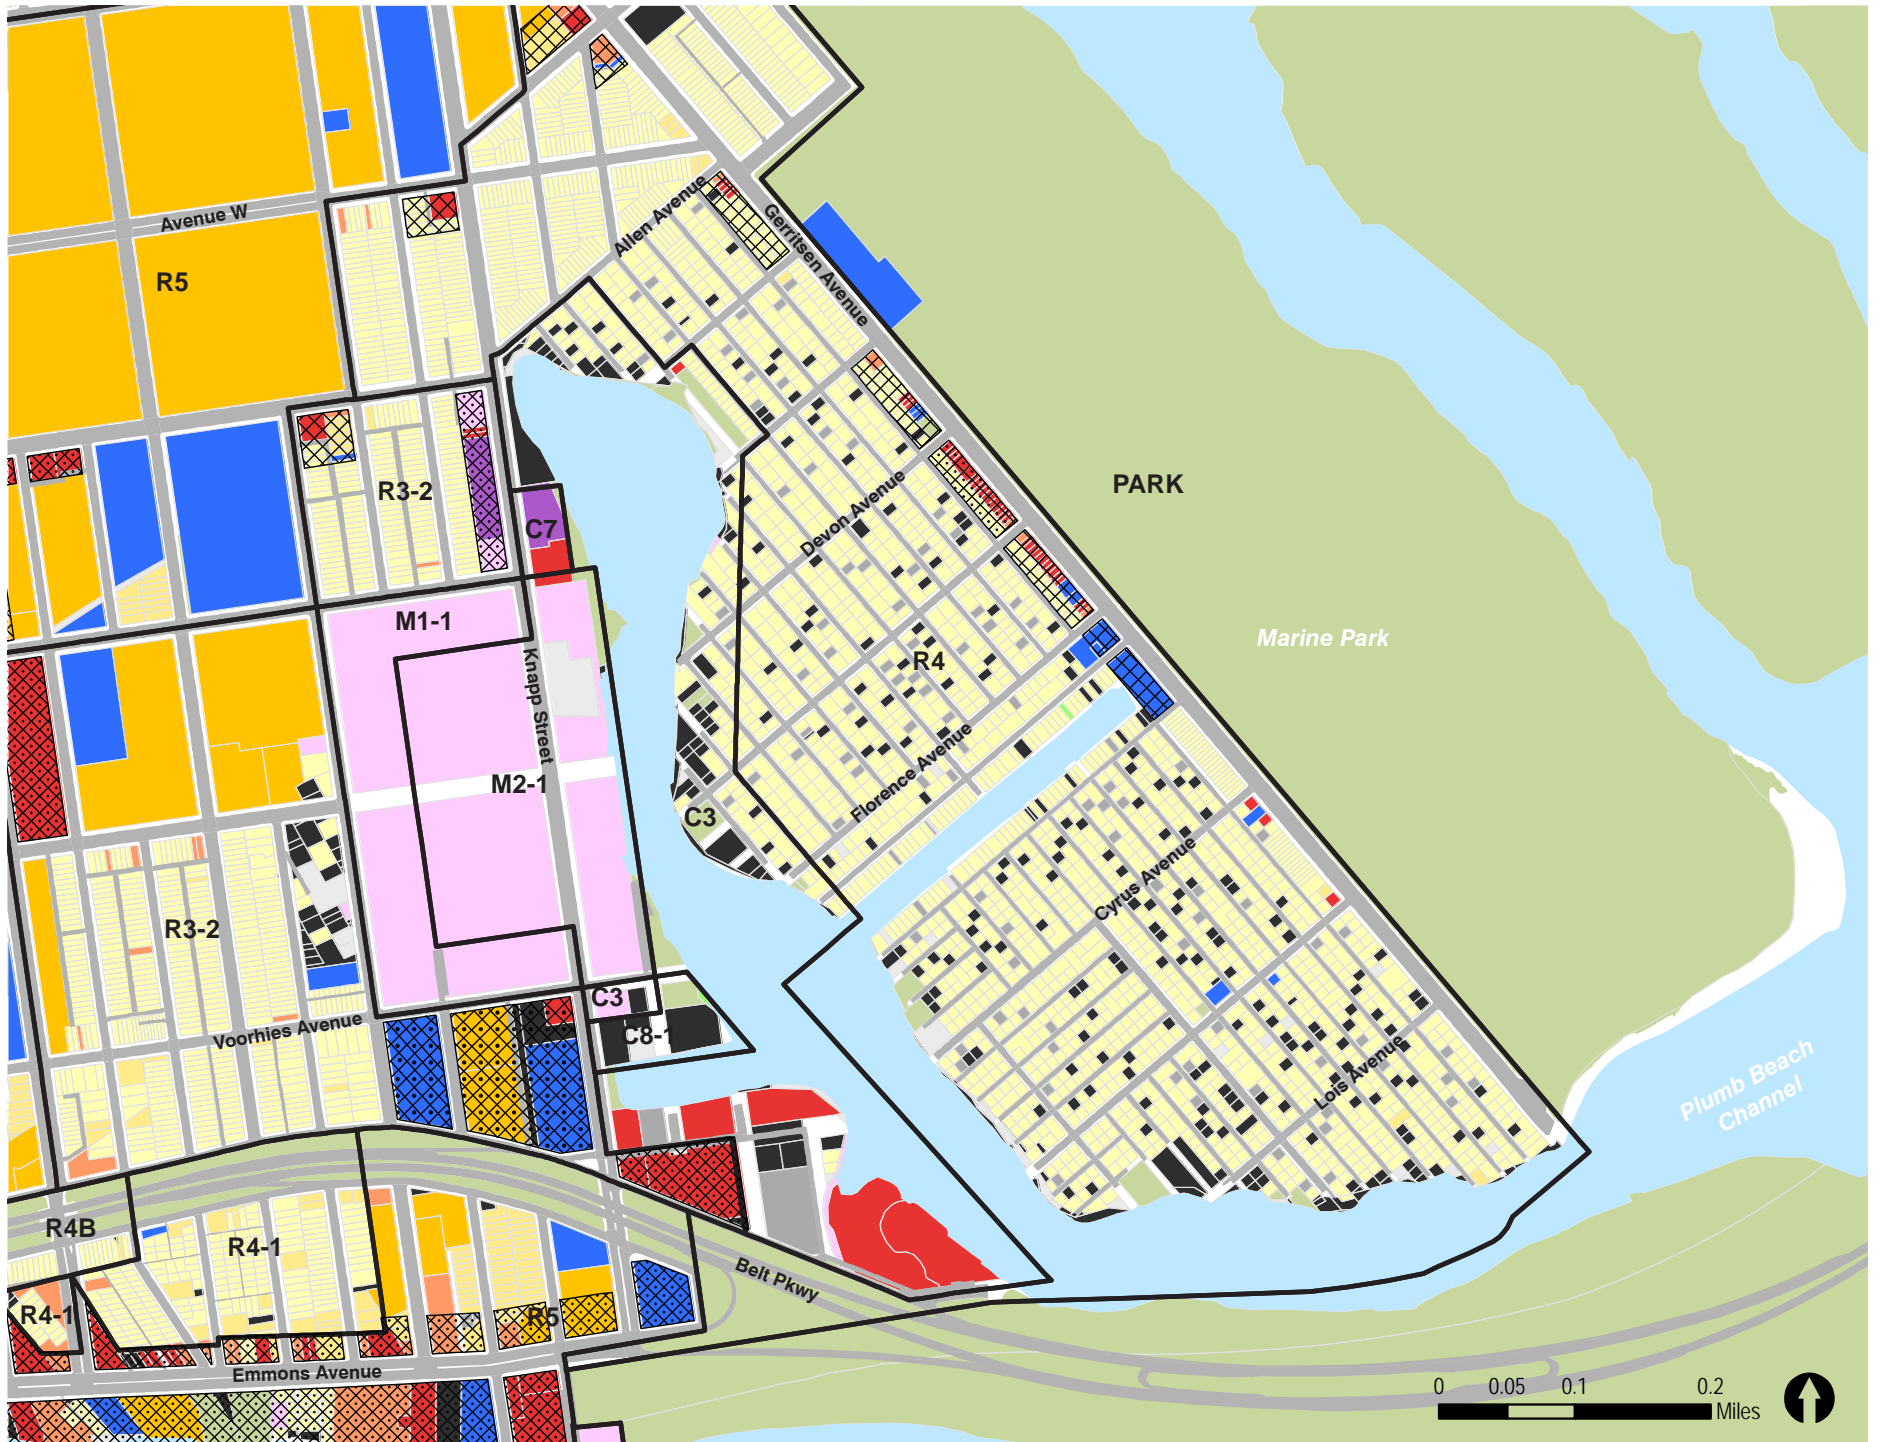 Avenue W
R5
Allen Avenue
Gerritsen Avenue
R3-2
C7
PARK
Devon Avenue
M1-1
Knapp Street
R4
Marine Park
M2-1
Florence Avenue
C3
Cyrus Avenue
R3-2
Voorhies Avenue
C3
C8-1
Lois Avenue
Plumb Beach
Channel
R4B
R4-1
Belt Pkwy
R4-1
R5
Emmons Avenue
0 0.05 0.1 0.2
Miles